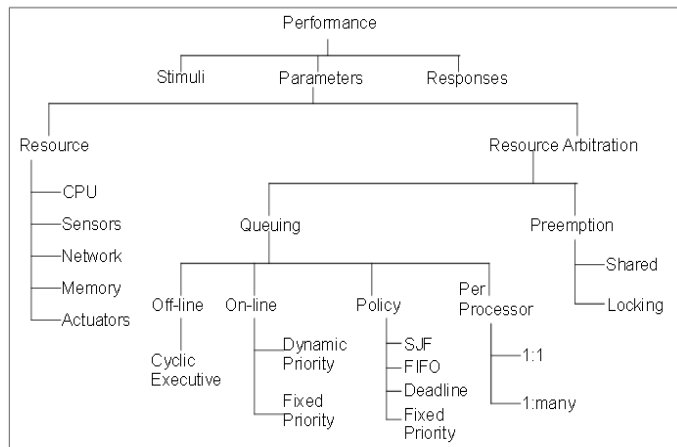 Performance
Stimuli Parameters Responses
Resource Resource Arbitration
CPU
Sensors
Network
Memory
Actuators
Queuing Preemption
Shared
Locking
Off-line On-line Policy Per
Processor
Cyclic
Executive
Dynamic
Priority
Fixed
Priority
SJF
FIFO
Deadline
Fixed
Priority
1:1
1:many